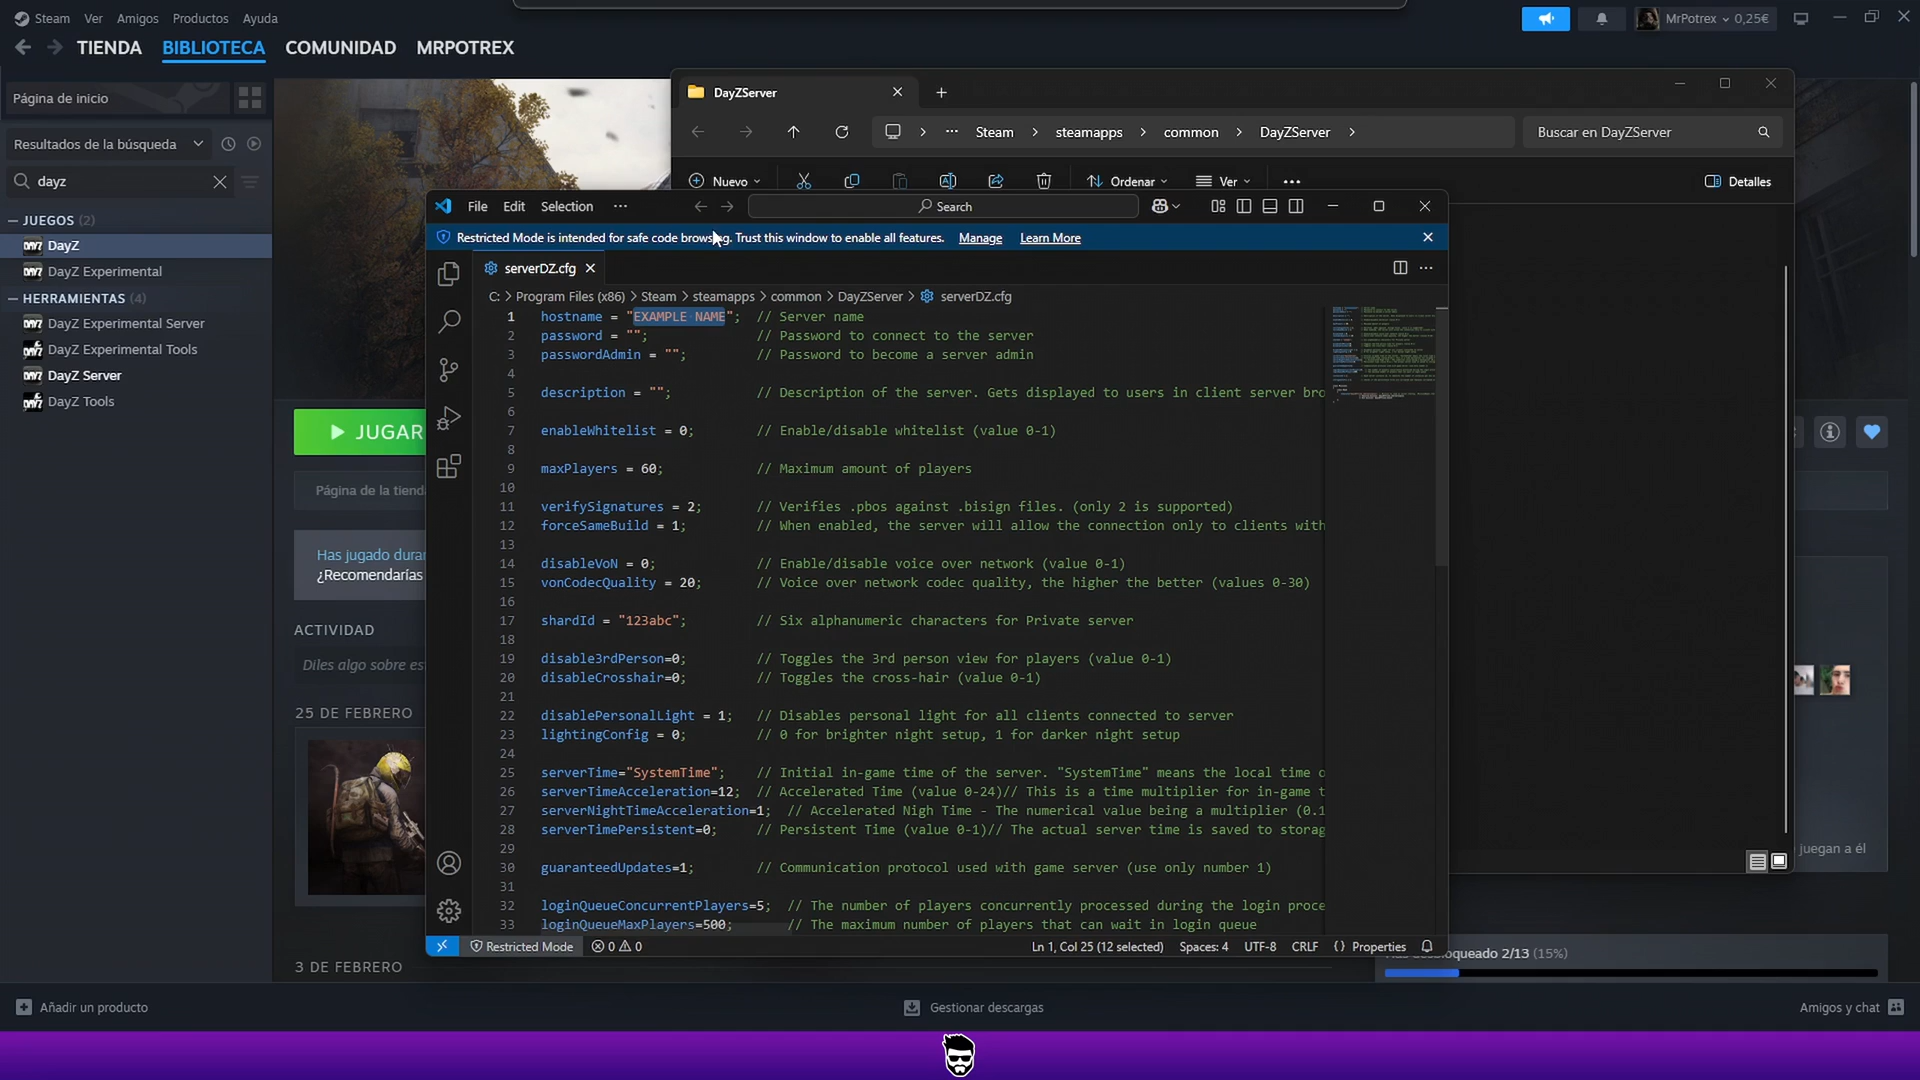 Steam Ver Amigos Productos Ayuda
MrPotrex 0,25€
TIENDA BIBLIOTECA COMUNIDAD MRPOTREX
Página de inicio
Resultados de la búsqueda
dayz
JUEGOS (2)
DayZ
DayZ Experimental
HERRAMIENTAS (4)
DayZ Experimental Server
DayZ Experimental Tools
DayZ Server
DayZ Tools
JUGAR
Página de la tienda
Has jugado duran
¿Recomendarías
ACTIVIDAD
Diles algo sobre es
25 DE FEBRERO
3 DE FEBRERO
DayZServer
Steam > steamapps > common > DayZServer >
Buscar en DayZServer
Nuevo
Ordenar
Ver
Detalles
File Edit Selection
Search
Restricted Mode is intended for safe code browsing. Trust this window to enable all features. Manage Learn More
serverDZ.cfg
C: > Program Files (x86) > Steam > steamapps > common > DayZServer > serverDZ.cfg
1 hostname = "EXAMPLE NAME"; // Server name
2 password = ""; // Password to connect to the server
3 passwordAdmin = ""; // Password to become a server admin
4
5 description = ""; // Description of the server. Gets displayed to users in client server bro
6
7 enableWhitelist = 0; // Enable/disable whitelist (value 0-1)
8
9 maxPlayers = 60; // Maximum amount of players
10
11 verifySignatures = 2; // Verifies .pbos against .bisign files. (only 2 is supported)
12 forceSameBuild = 1; // When enabled, the server will allow the connection only to clients with
13
14 disableVoN = 0; // Enable/disable voice over network (value 0-1)
15 vonCodecQuality = 20; // Voice over network codec quality, the higher the better (values 0-30)
16
17 shardId = "123abc"; // Six alphanumeric characters for Private server
18
19 disable3rdPerson=0; // Toggles the 3rd person view for players (value 0-1)
20 disableCrosshair=0; // Toggles the cross-hair (value 0-1)
21
22 disablePersonalLight = 1; // Disables personal light for all clients connected to server
23 lightingConfig = 0; // 0 for brighter night setup, 1 for darker night setup
24
25 serverTime="SystemTime"; // Initial in-game time of the server. "SystemTime" means the local time o
26 serverTimeAcceleration=12; // Accelerated Time (value 0-24)// This is a time multiplier for in-game t
27 serverNightTimeAcceleration=1; // Accelerated Nigh Time - The numerical value being a multiplier (0.1
28 serverTimePersistent=0; // Persistent Time (value 0-1)// The actual server time is saved to storag
29
30 guaranteedUpdates=1; // Communication protocol used with game server (use only number 1)
31
32 loginQueueConcurrentPlayers=5; // The number of players concurrently processed during the login proce
33 loginQueueMaxPlayers=500; // The maximum number of players that can wait in login queue
Restricted Mode 0 0 Ln 1, Col 25 (12 selected) Spaces: 4 UTF-8 CRLF {} Properties
juegan a él
bloqueado 2/13 (15%)
Añadir un producto
Gestionar descargas
Amigos y chat